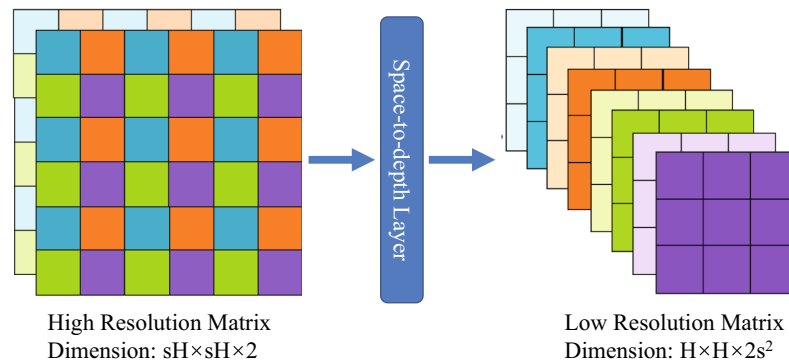 Space-to-depth Layer
High Resolution Matrix
Dimension: sH×sH×2
Low Resolution Matrix
Dimension: H×H×2s²